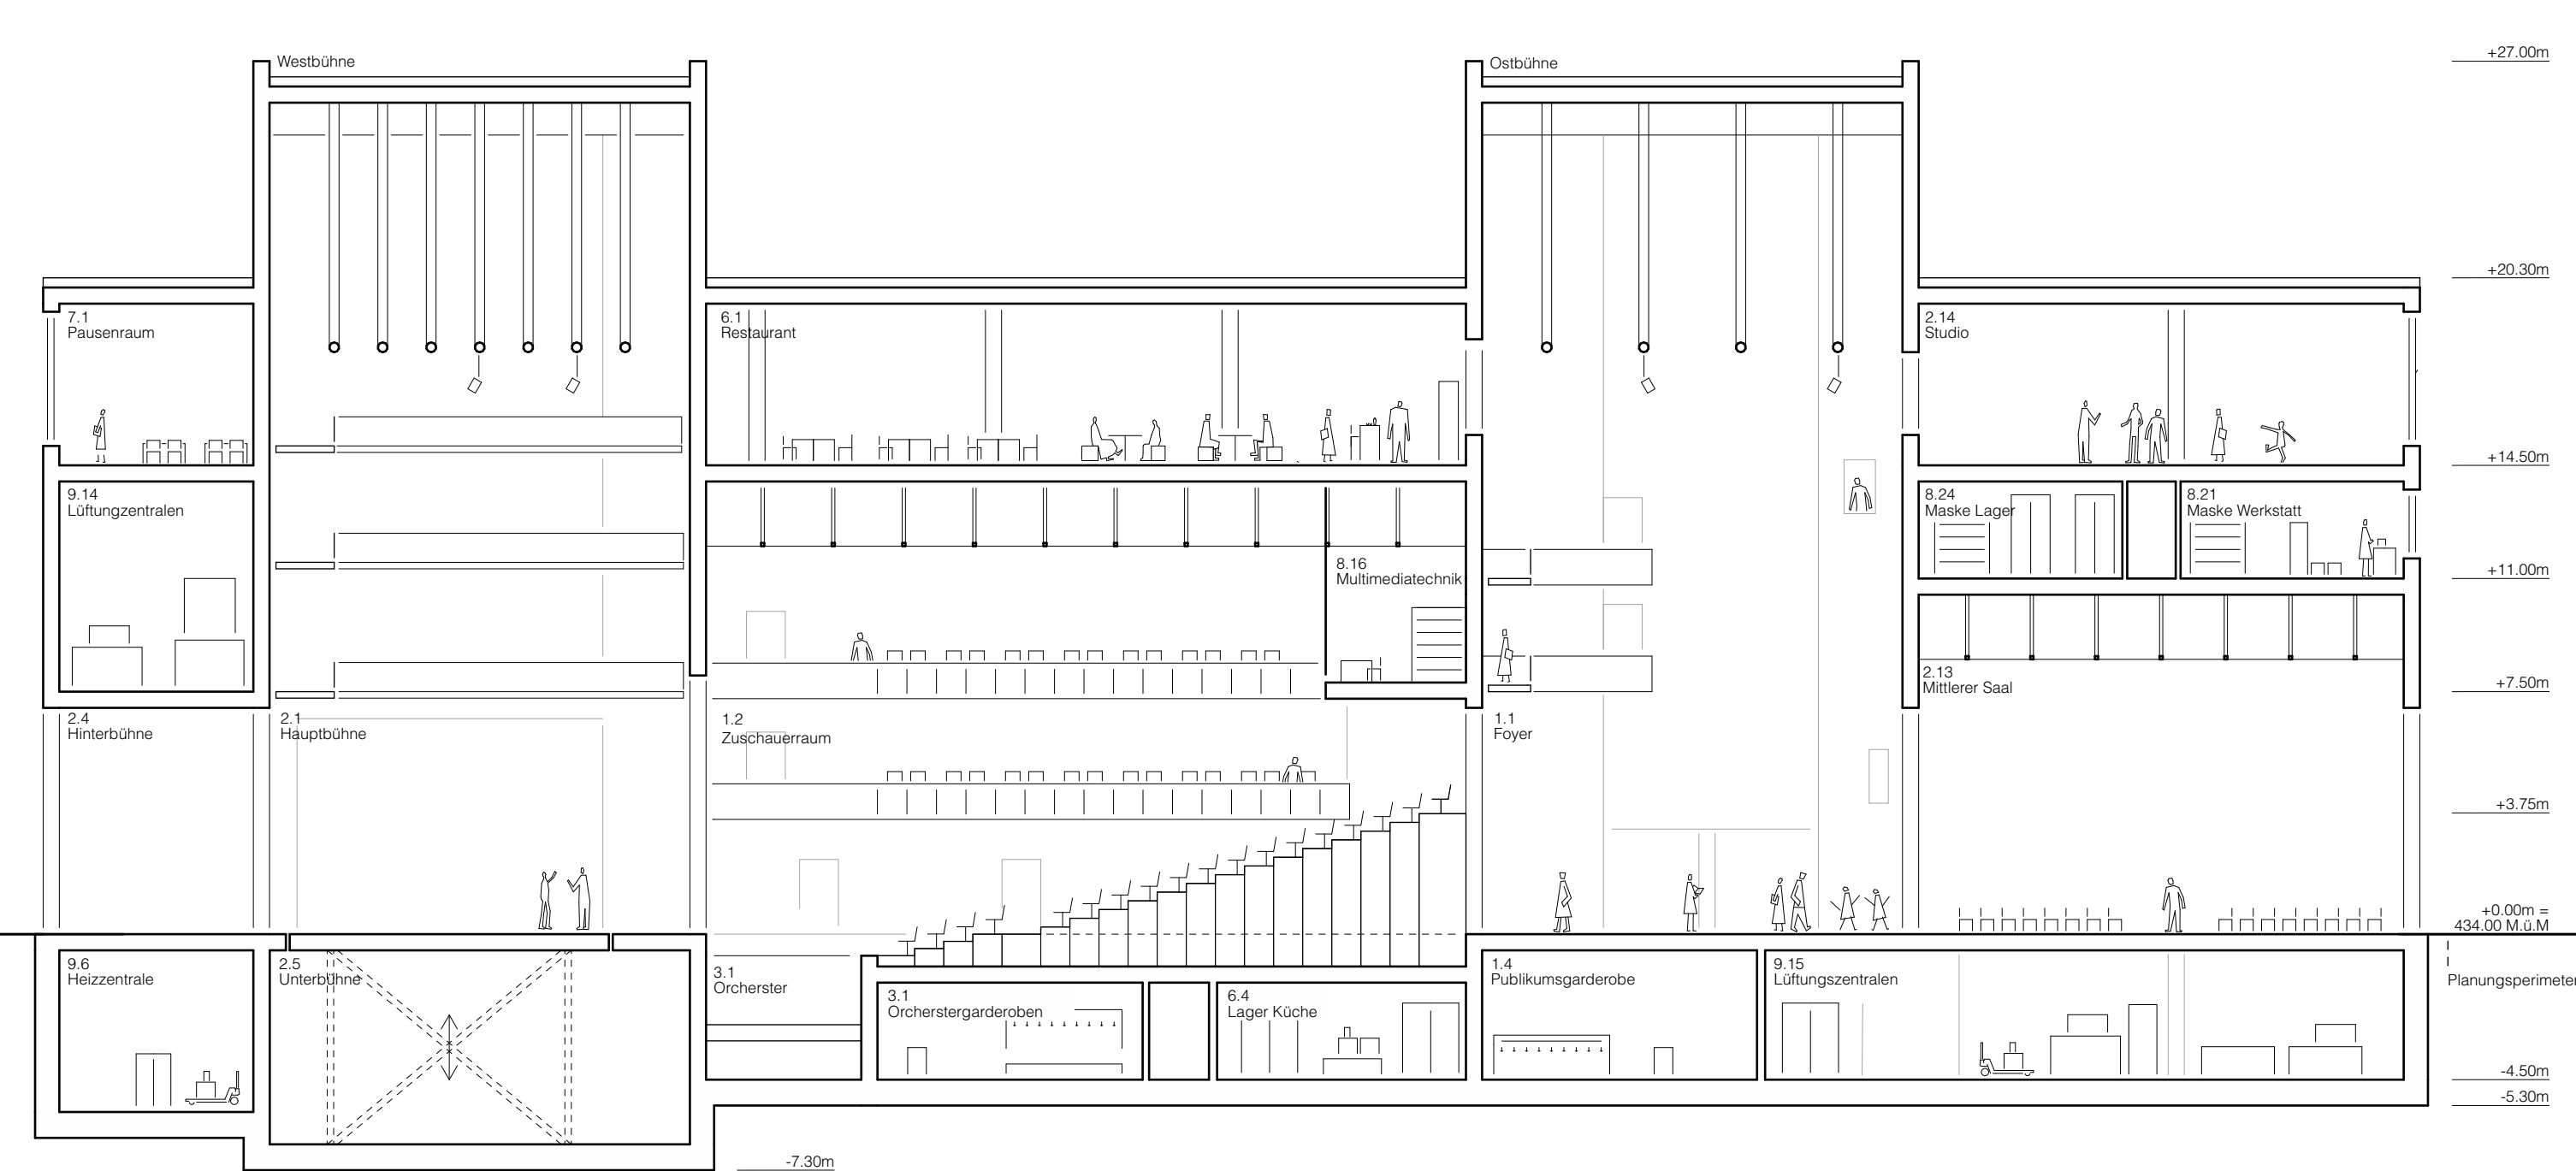 Westbühne
Ostbühne
+27.00m
+20.30m
7.1
Pausenraum
6.1
Restaurant
2.14
Studio
+14.50m
9.14
Lüftungzentralen
8.24
Maske Lager
8.21
Maske Werkstatt
8.16
Multimediatechnik
+11.00m
2.13
Mittlerer Saal
+7.50m
2.4
Hinterbühne
2.1
Hauptbühne
1.2
Zuschauerraum
1.1
Foyer
+3.75m
+0.00m =
434.00 M.ü.M
9.6
Heizzentrale
2.5
Unterbühne
3.1
Orcherster
3.1
Orcherstergarderoben
6.4
Lager Küche
1.4
Publikumsgarderobe
9.15
Lüftungszentralen
Planungsperimeter
-4.50m
-5.30m
-7.30m